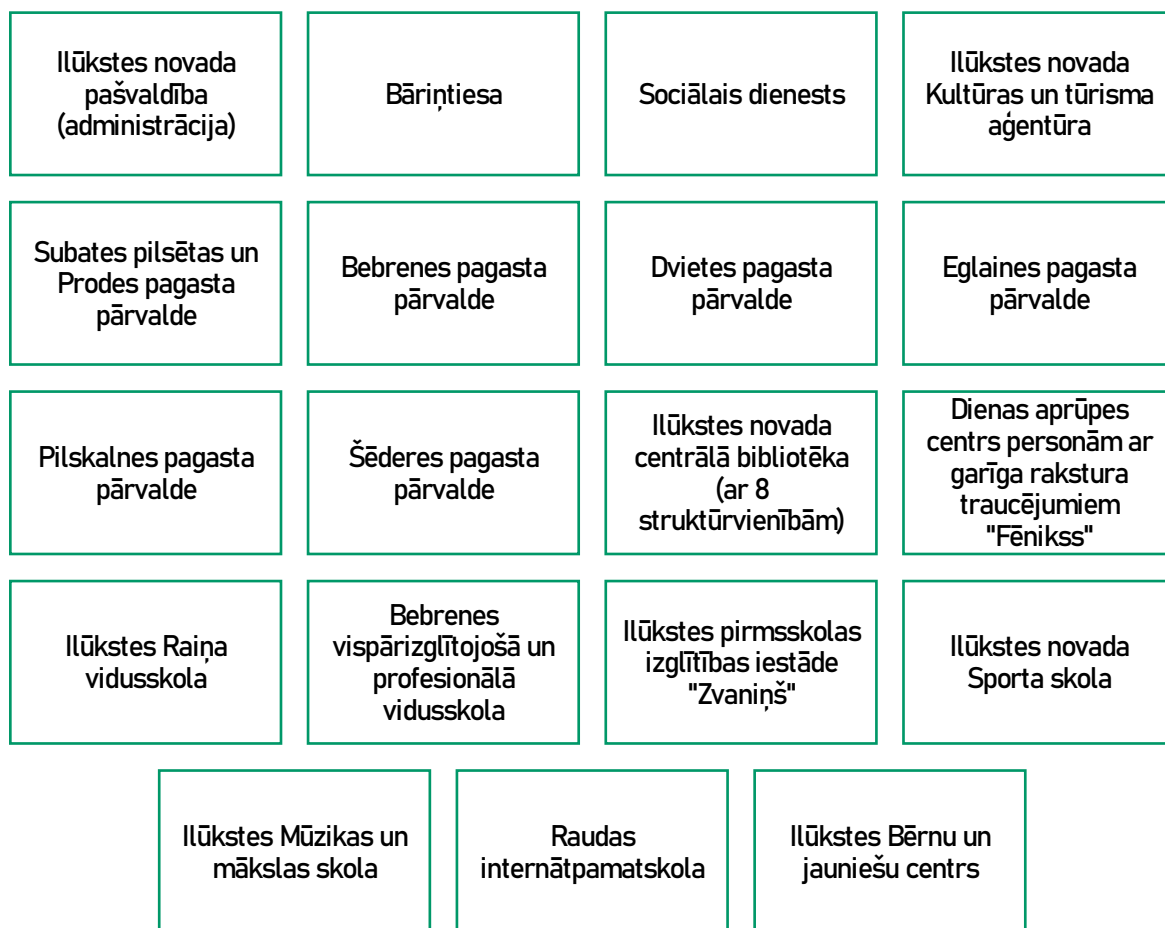 Ilūkstes novada
pašvaldība
(administrācija)
Bāriņtiesa
Sociālais dienests
Ilūkstes novada
Kultūras un tūrisma
aģentūra
Subates pilsētas un
Prodes pagasta
pārvalde
Bebrenes pagasta
pārvalde
Dvietes pagasta
pārvalde
Eglaines pagasta
pārvalde
Pilskalnes pagasta
pārvalde
Šēderes pagasta
pārvalde
Ilūkstes novada
centrālā bibliotēka
(ar 8
struktūrvienībām)
Dienas aprūpes
centrs personām ar
garīga rakstura
traucējumiem
"Fēnikss"
Ilūkstes Raiņa
vidusskola
Bebrenes
vispārizglītojošā un
profesionālā
vidusskola
Ilūkstes pirmsskolas
izglītības iestāde
"Zvaniņš"
Ilūkstes novada
Sporta skola
Ilūkstes Mūzikas un
mākslas skola
Raudas
internātpamatskola
Ilūkstes Bērnu un
jauniešu centrs